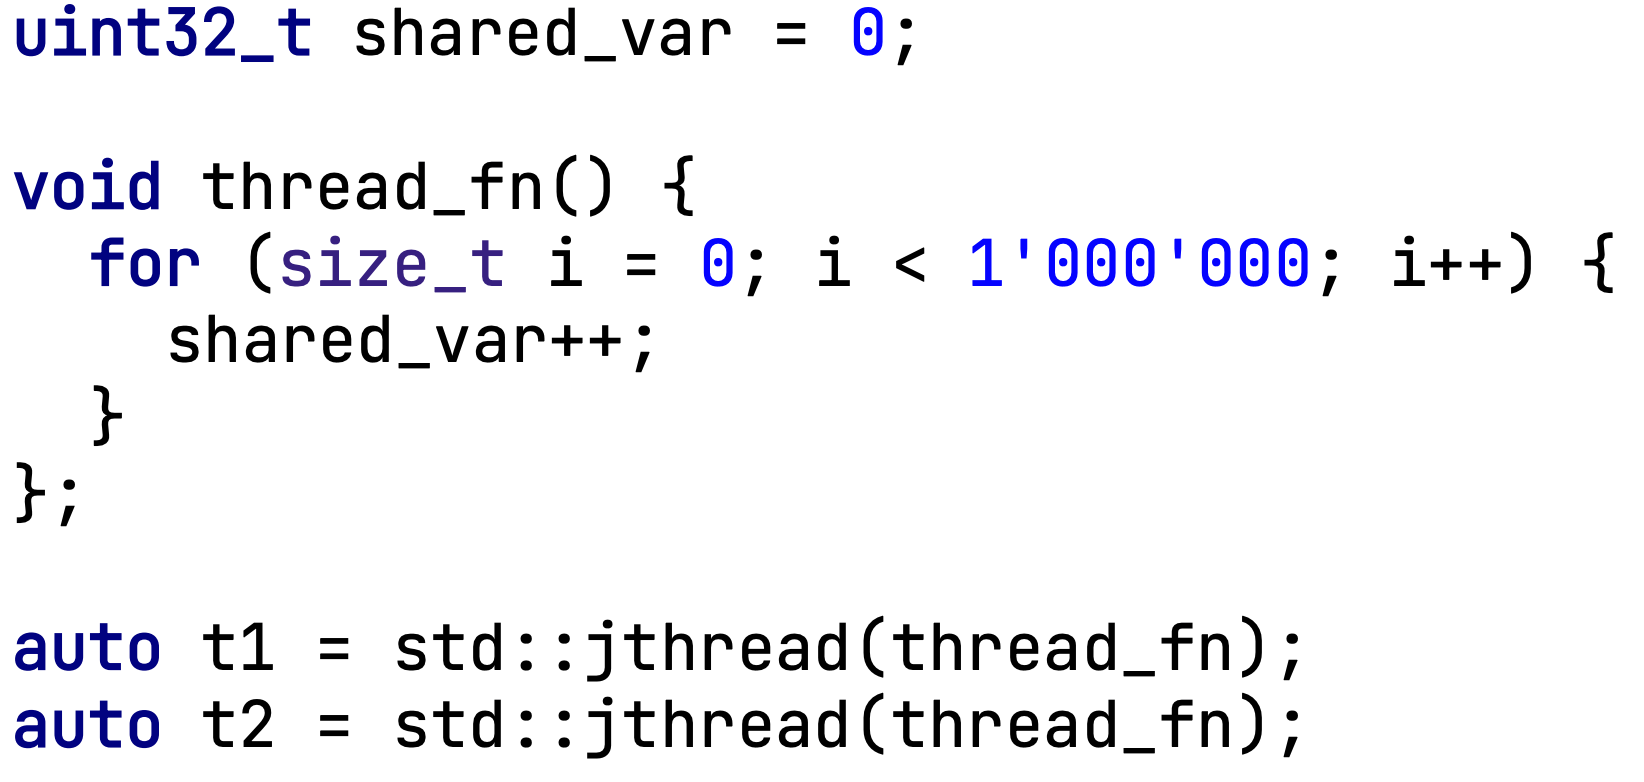 uint32_t shared_var = 0;
void thread_fn() {
for (size_t i = 0; i < 1'000'000; i++) {
shared_var++;
}
};
auto t1 = std::jthread(thread_fn);
auto t2 = std::jthread(thread_fn);